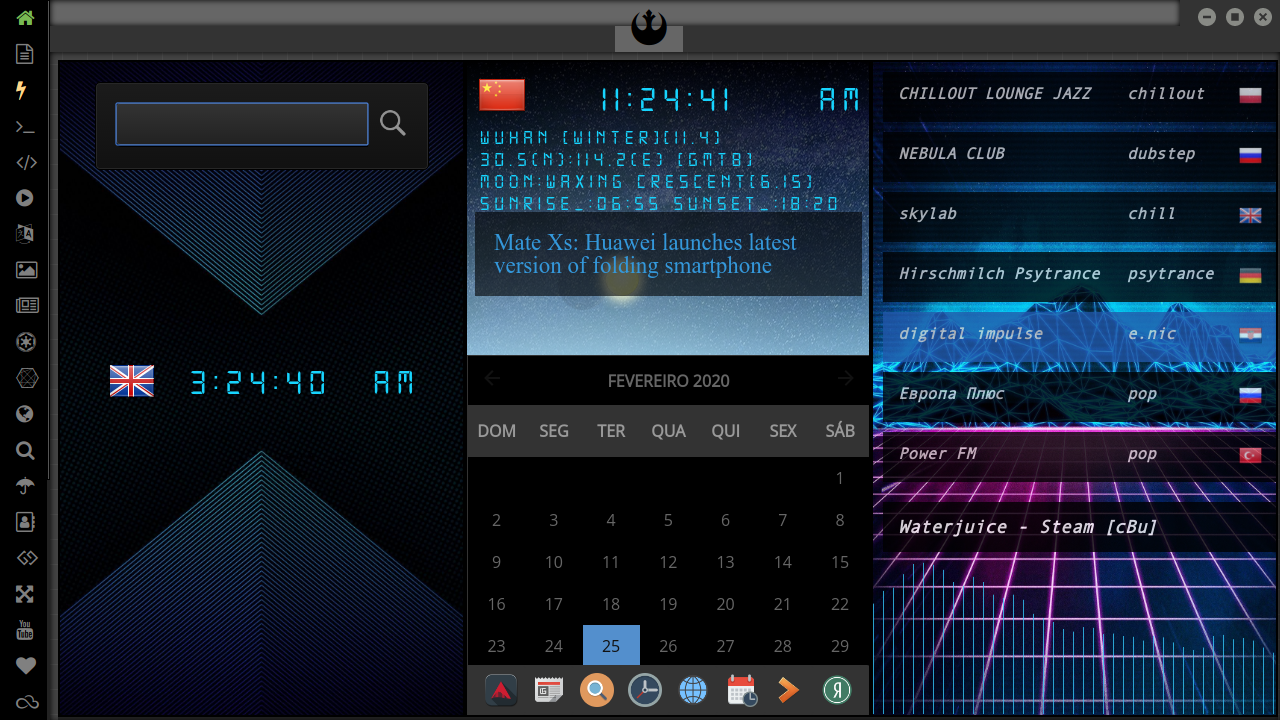 11:24:41 AM
WUHAN [WINTER][11.4]
30.5(N):114.2(E) [GMT8]
MOON:WAXING CRESCENT[6.15]
SUNRISE_:06:55 SUNSET_:18:20
Mate Xs: Huawei launches latest
version of folding smartphone
3:24:40 AM
FEVEREIRO 2020
DOM SEG TER QUA QUI SEX SÁB
1
2 3 4 5 6 7 8
9 10 11 12 13 14 15
16 17 18 19 20 21 22
23 24 25 26 27 28 29
CHILLOUT LOUNGE JAZZ chillout
NEBULA CLUB dubstep
skylab chill
Hirschmilch Psytrance psytrance
digital impulse e.nic
Европа Плюс pop
Power FM pop
Waterjuice - Steam [cBu]
You
Tube
Я